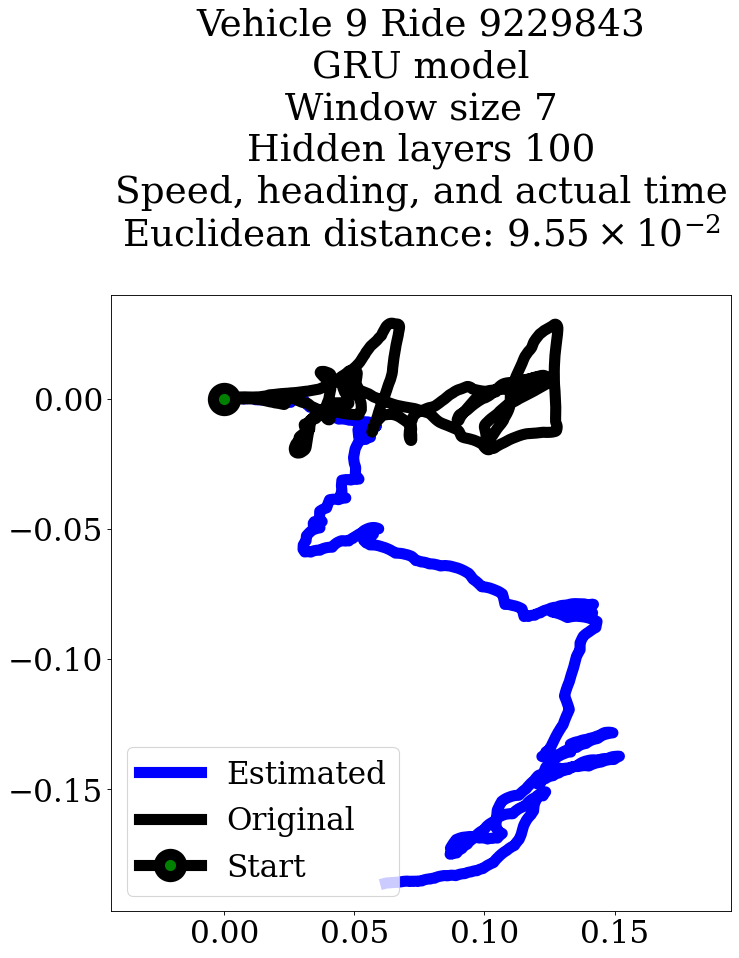 Vehicle 9 Ride 9229843
GRU model
Window size 7
Hidden layers 100
Speed, heading, and actual time
Euclidean distance: 9.55 × 10⁻²
0.00
−0.05
−0.10
−0.15
Estimated
Original
Start
0.00 0.05 0.10 0.15